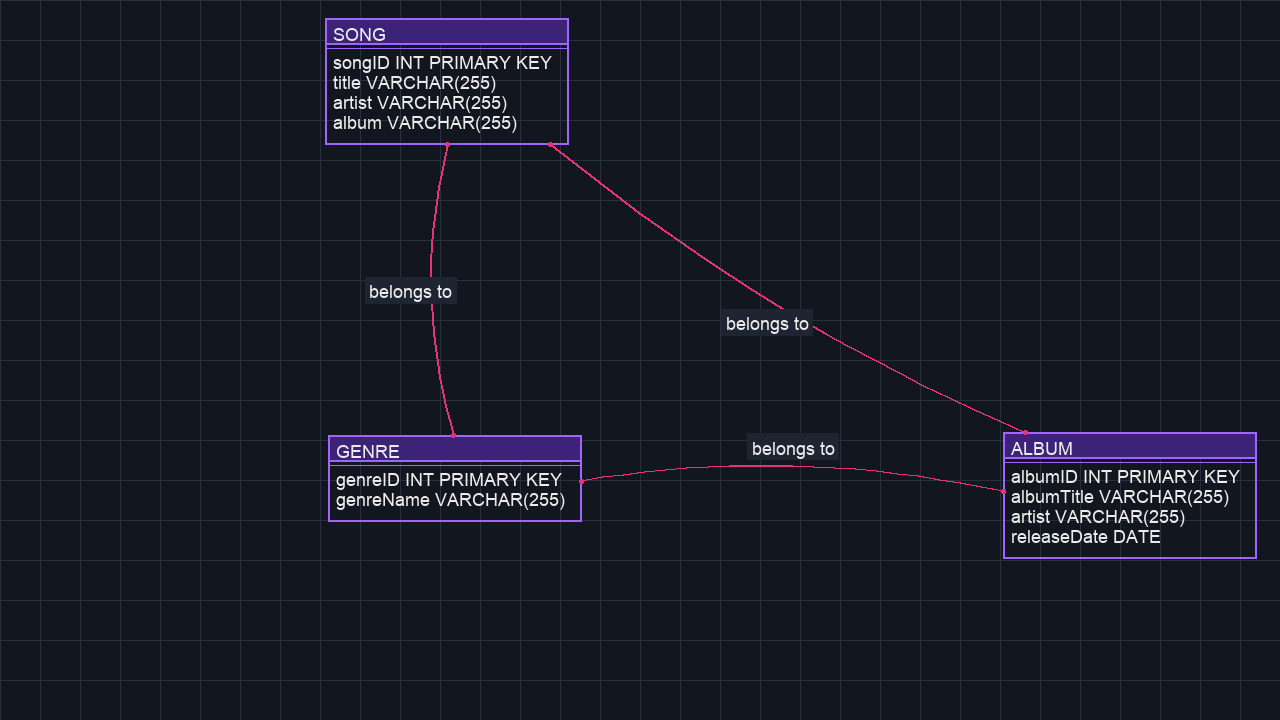 SONG
songID INT PRIMARY KEY
title VARCHAR(255)
artist VARCHAR(255)
album VARCHAR(255)
belongs to
belongs to
belongs to
GENRE
genreID INT PRIMARY KEY
genreName VARCHAR(255)
ALBUM
albumID INT PRIMARY KEY
albumTitle VARCHAR(255)
artist VARCHAR(255)
releaseDate DATE